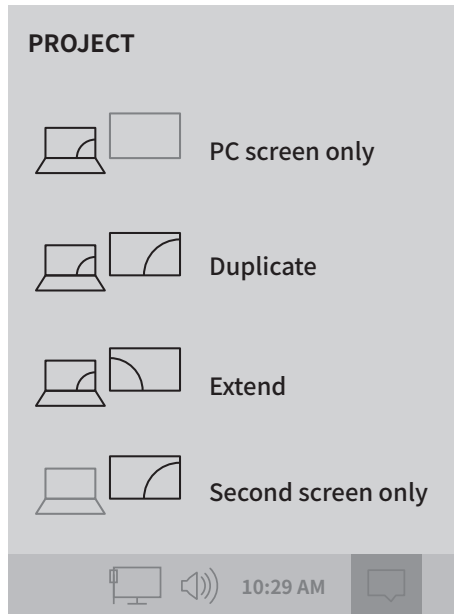 PROJECT
PC screen only
Duplicate
Extend
Second screen only
10:29 AM